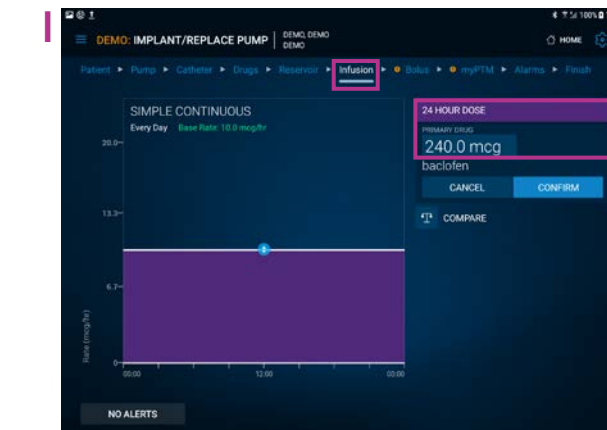 I
100%
DEMO: IMPLANT/REPLACE PUMP
DEMO, DEMO
DEMO
HOME
Patient ▸ Pump ▸ Catheter ▸ Drugs ▸ Reservoir ▸ Infusion ▸ Bolus ▸ myPTM ▸ Alarms ▸ Finish
SIMPLE CONTINUOUS
Every Day Base Rate: 10.0 mcg/hr
20.0
13.3
6.7
0
Rate (mcg/hr)
00:00 12:00 00:00
24 HOUR DOSE
PRIMARY DRUG
240.0 mcg
baclofen
CANCEL CONFIRM
COMPARE
NO ALERTS